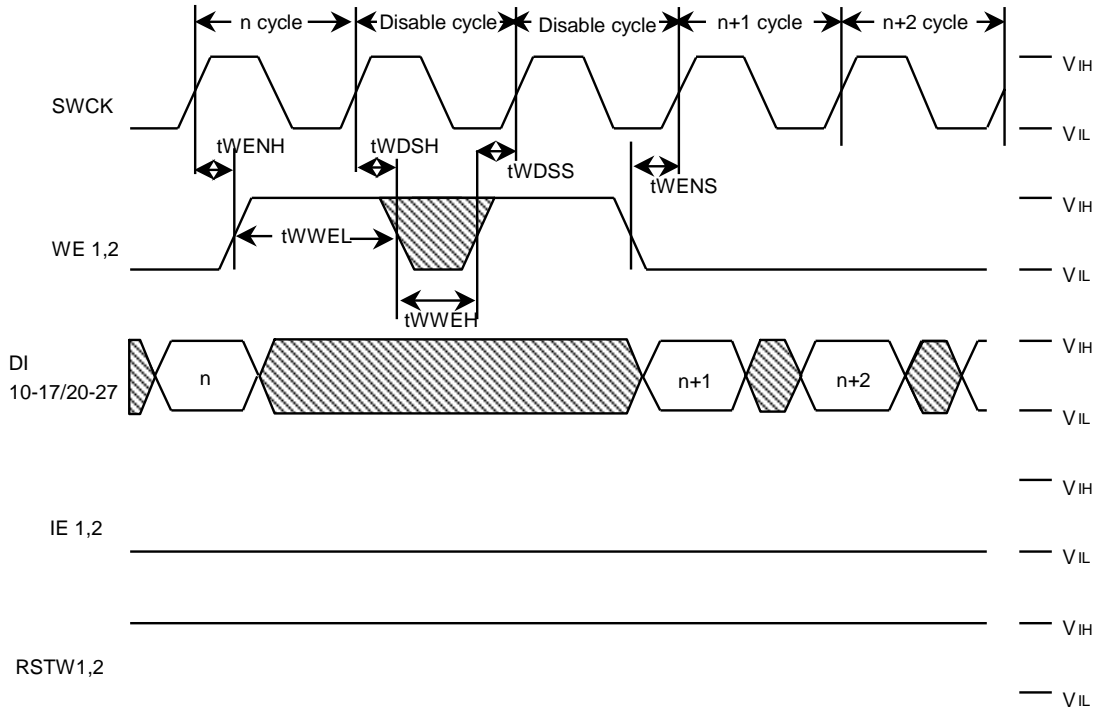 n cycle
Disable cycle
Disable cycle
n+1 cycle
n+2 cycle
SWCK
VIH
VIL
tWENH
tWDSH
tWDSS
tWENS
WE 1,2
tWWEL
tWWEH
VIH
VIL
DI
10-17/20-27
n
n+1
n+2
VIH
VIL
IE 1,2
VIH
VIL
RSTW1,2
VIH
VIL